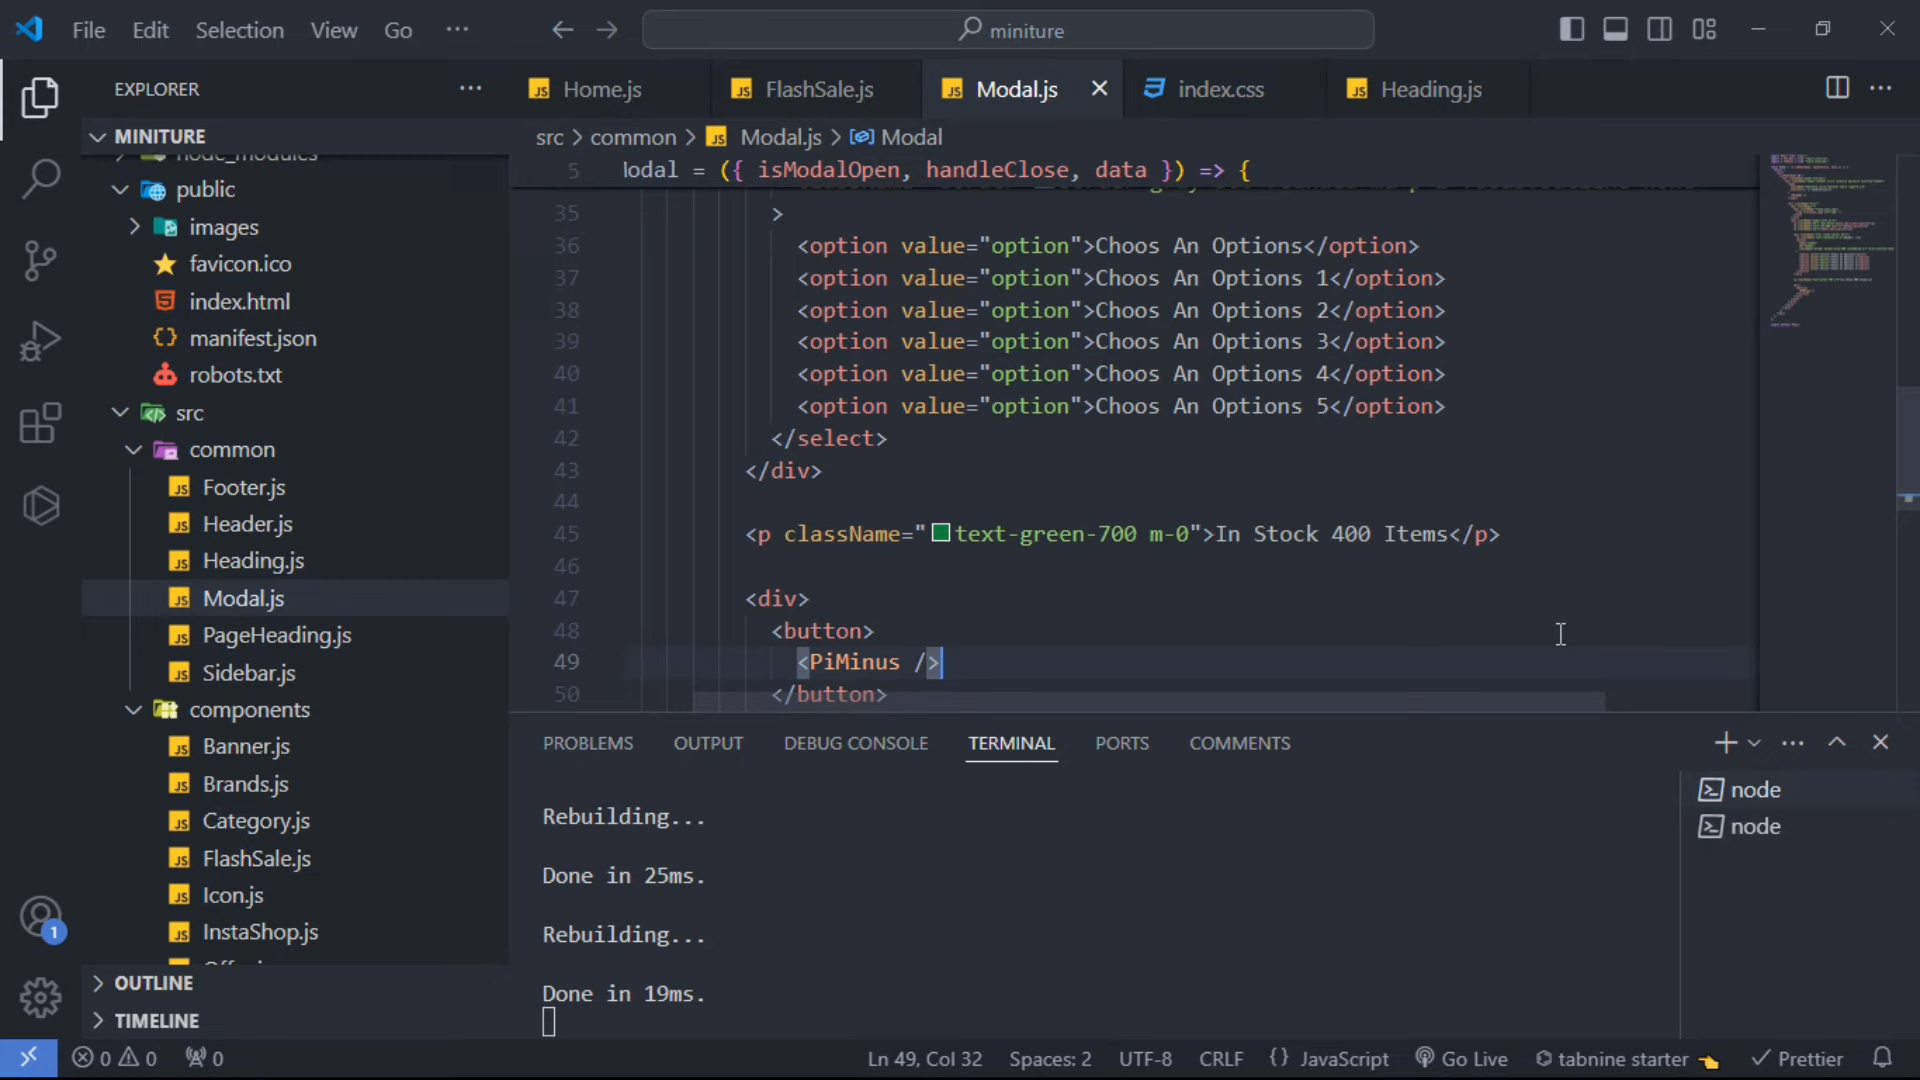 File Edit Selection View Go ···
miniture
EXPLORER
MINITURE
node_modules
public
images
favicon.ico
index.html
manifest.json
robots.txt
src
common
Footer.js
Header.js
Heading.js
Modal.js
PageHeading.js
Sidebar.js
components
Banner.js
Brands.js
Category.js
FlashSale.js
Icon.js
InstaShop.js
OUTLINE
TIMELINE
Home.js FlashSale.js Modal.js index.css Heading.js
src > common > Modal.js > Modal
5 lodal = ({ isModalOpen, handleClose, data }) => {
35 >
36 <option value="option">Choos An Options</option>
37 <option value="option">Choos An Options 1</option>
38 <option value="option">Choos An Options 2</option>
39 <option value="option">Choos An Options 3</option>
40 <option value="option">Choos An Options 4</option>
41 <option value="option">Choos An Options 5</option>
42 </select>
43 </div>
44
45 <p className="text-green-700 m-0">In Stock 400 Items</p>
46
47 <div>
48 <button>
49 <PiMinus />
50 </button>
PROBLEMS OUTPUT DEBUG CONSOLE TERMINAL PORTS COMMENTS
Rebuilding...
Done in 25ms.
Rebuilding...
Done in 19ms.
node
node
1
0 0 0 Ln 49, Col 32 Spaces: 2 UTF-8 CRLF {} JavaScript Go Live tabnine starter Prettier